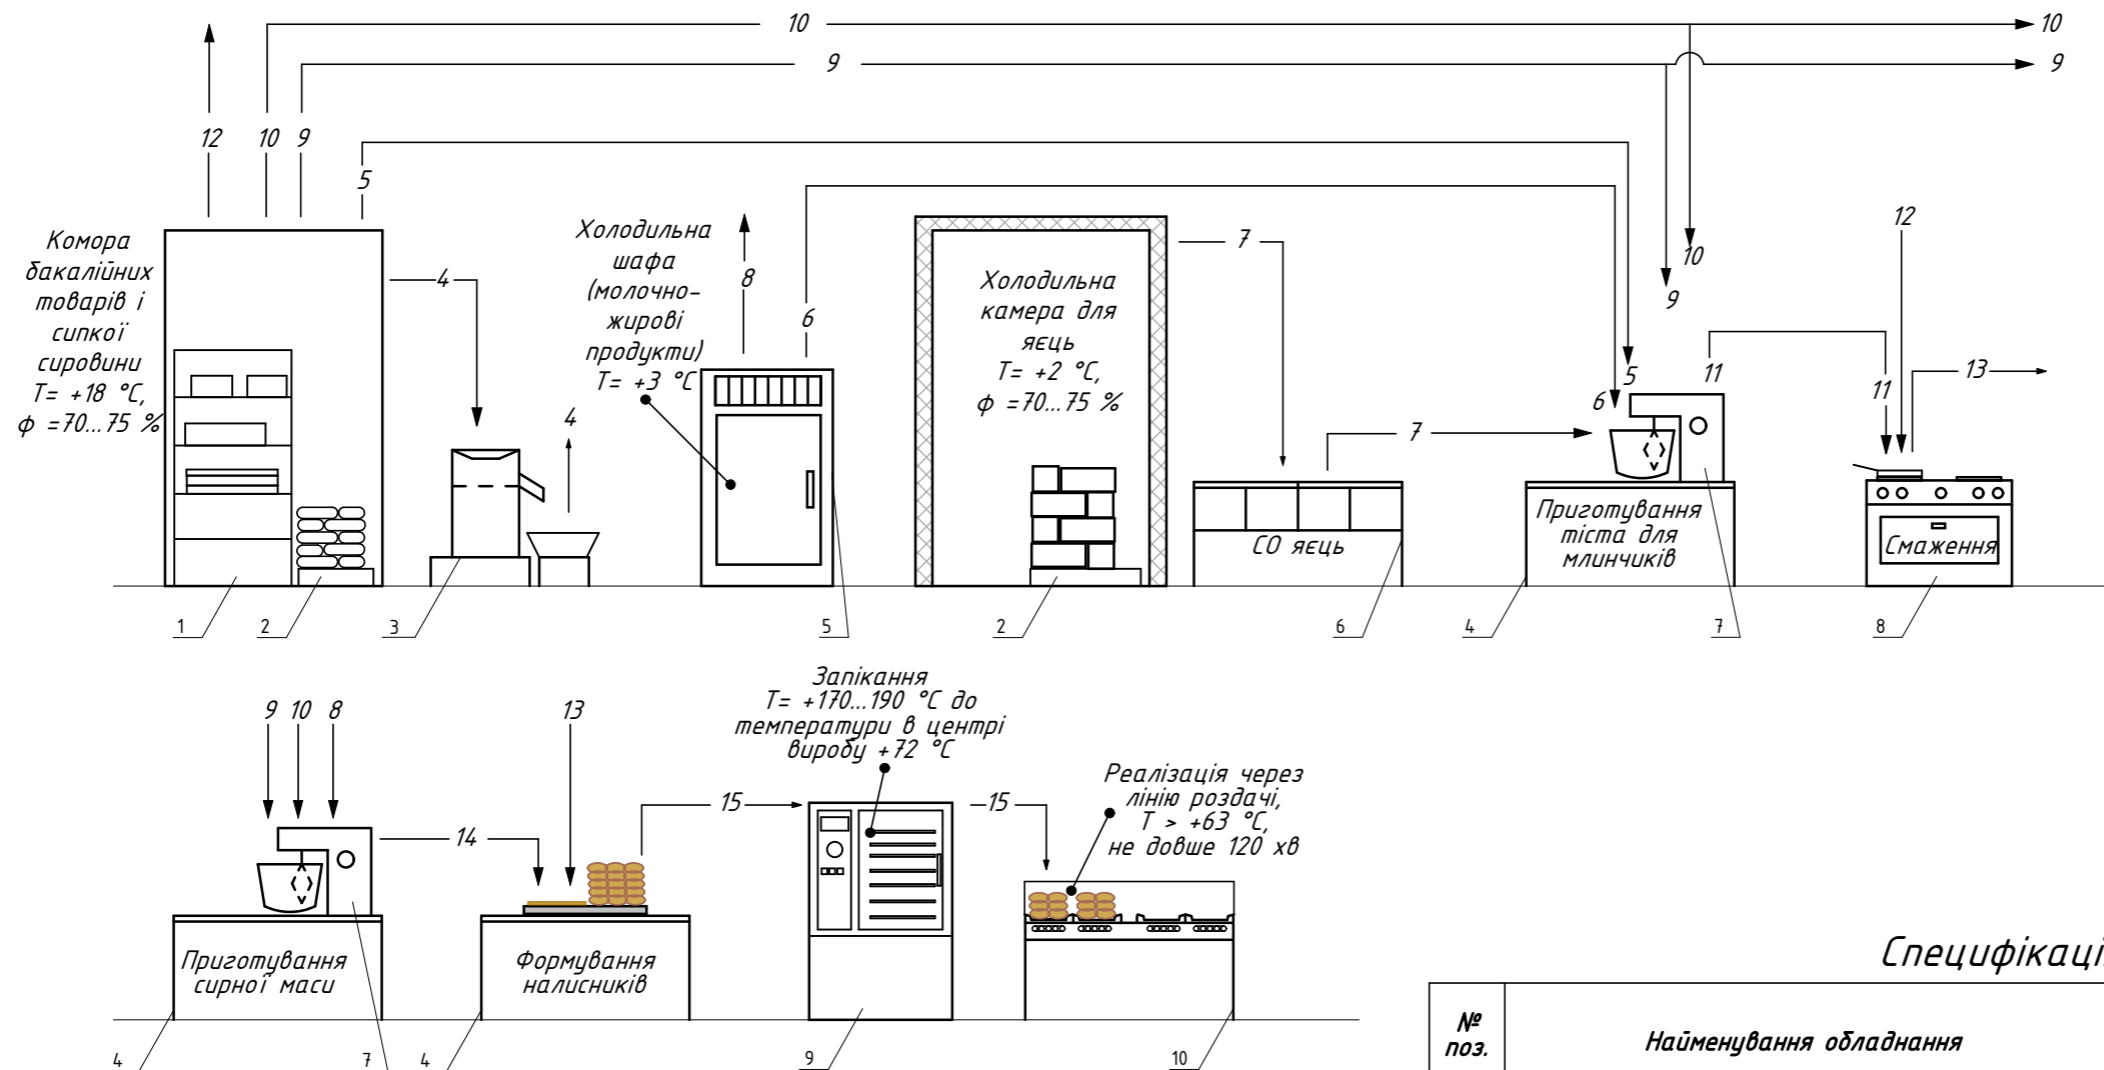 10
10
9
9
12
10
9
5
Комора
бакалійних
товарів і
сипкої
сировини
T= +18 °C,
φ =70...75 %
4
4
Холодильна
шафа
(молочно-
жирові
продукти)
T= +3 °C
8
6
Холодильна
камера для
яєць
T= +2 °C,
φ =70...75 %
7
7
СО яєць
10
9
5
6
11
11
12
13
Приготування
тіста для
млинчиків
Смаження
1
2
3
5
2
6
4
7
8
9
10
8
14
Приготування
сирної маси
13
Формування
налисників
15
Запікання
T= +170...190 °C до
температури в центрі
виробу +72 °C
15
Реалізація через
лінію роздачі,
T > +63 °C,
не довше 120 хв
4
7
4
9
10
Специфікаці
№
поз.
Найменування обладнання